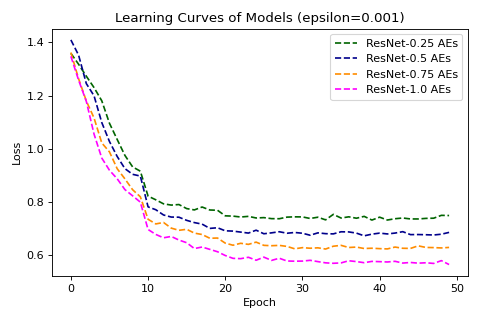 Learning Curves of Models (epsilon=0.001)
ResNet-0.25 AEs
ResNet-0.5 AEs
ResNet-0.75 AEs
ResNet-1.0 AEs
Loss
1.4
1.2
1.0
0.8
0.6
0 10 20 30 40 50
Epoch